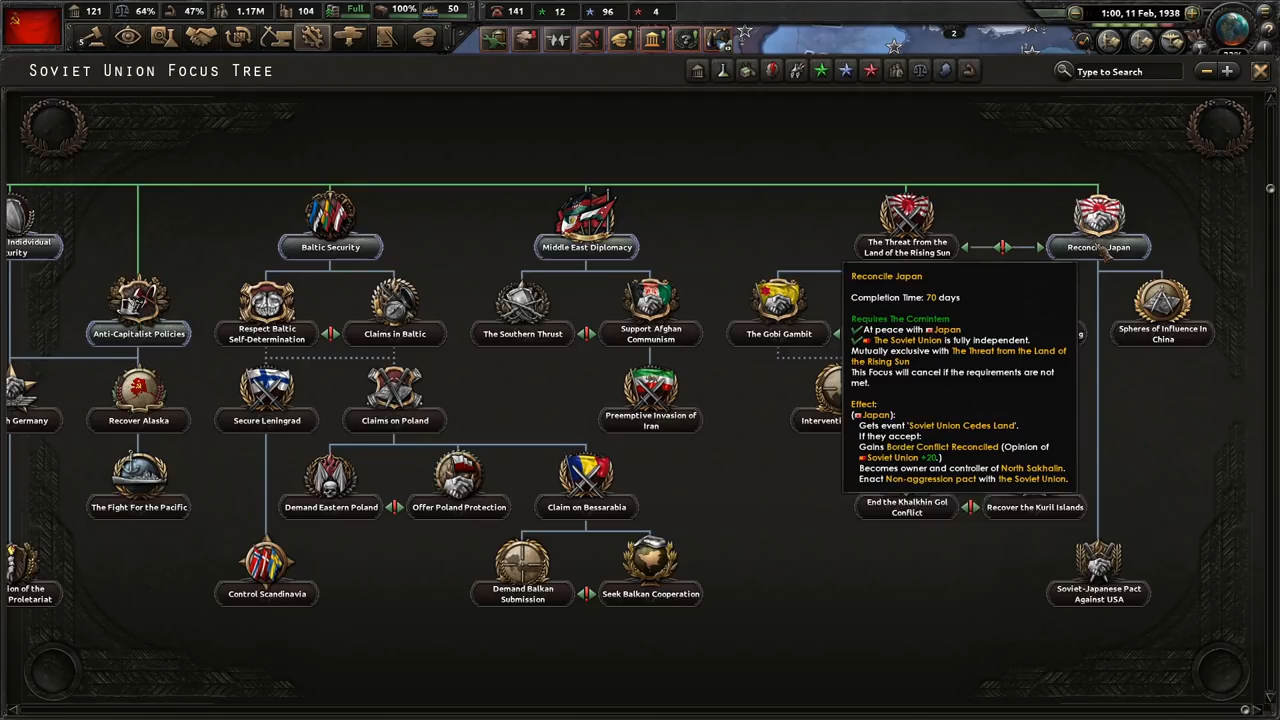 121 64% 47% 1.17M 104 Full 100% 50 141 12 96 4 1:00, 11 Feb, 1938
5
2
SOVIET UNION FOCUS TREE
Type to Search
Individual
curity
Baltic Security
Middle East Diplomacy
The Threat from the
Land of the Rising Sun
Reconcile Japan
Anti-Capitalist Policies
Respect Baltic
Self-Determination
Claims in Baltic
The Southern Thrust
Support Afghan
Communism
The Gobi Gambit
Spheres of Influence In
China
Reconcile Japan
Completion Time: 70 days
Requires The Comintern
At peace with Japan
The Soviet Union is fully independent.
Mutually exclusive with The Threat from the Land of
the Rising Sun
This Focus will cancel if the requirements are not
met.
Effect:
(Japan):
Gets event 'Soviet Union Cedes Land'.
If they accept:
Gains Border Conflict Reconciled (Opinion of
Soviet Union +20.)
Becomes owner and controller of North Sakhalin.
Enact Non-aggression pact with the Soviet Union.
h Germany
Recover Alaska
Secure Leningrad
Claims on Poland
Preemptive Invasion of
Iran
Interventi
The Fight For the Pacific
Demand Eastern Poland
Offer Poland Protection
Claim on Bessarabia
End the Khalkhin Gol
Conflict
Recover the Kuril Islands
ion of the
Proletariat
Control Scandinavia
Demand Balkan
Submission
Seek Balkan Cooperation
Soviet-Japanese Pact
Against USA